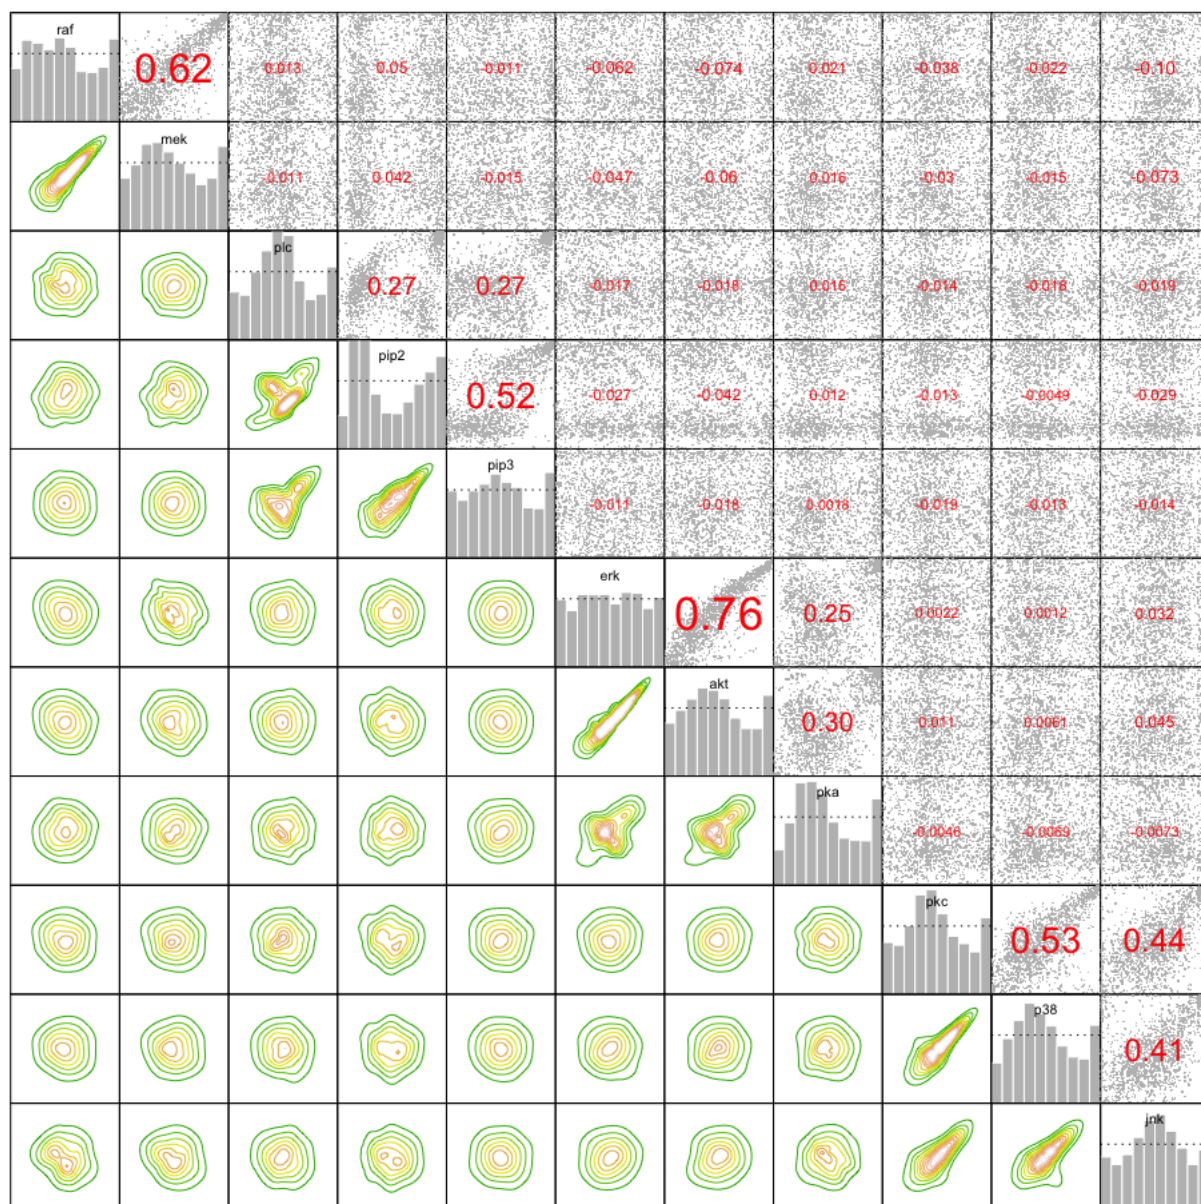 raf
0.62 0.013 0.05 -0.011 -0.062 -0.074 0.021 -0.038 -0.022 -0.10
mek
-0.011 0.042 -0.015 -0.047 -0.06 0.016 -0.03 -0.015 -0.073
plc
0.27 0.27 -0.017 -0.018 0.016 -0.014 -0.018 -0.019
pip2
0.52 -0.027 -0.042 0.012 -0.013 -0.0049 -0.029
pip3
-0.011 -0.018 0.0018 -0.019 -0.013 -0.014
erk
0.76 0.25 0.0022 0.0012 0.032
akt
0.30 0.011 0.0061 0.045
pka
-0.0046 -0.0069 -0.0073
pkc
0.53 0.44
p38
0.41
jnk